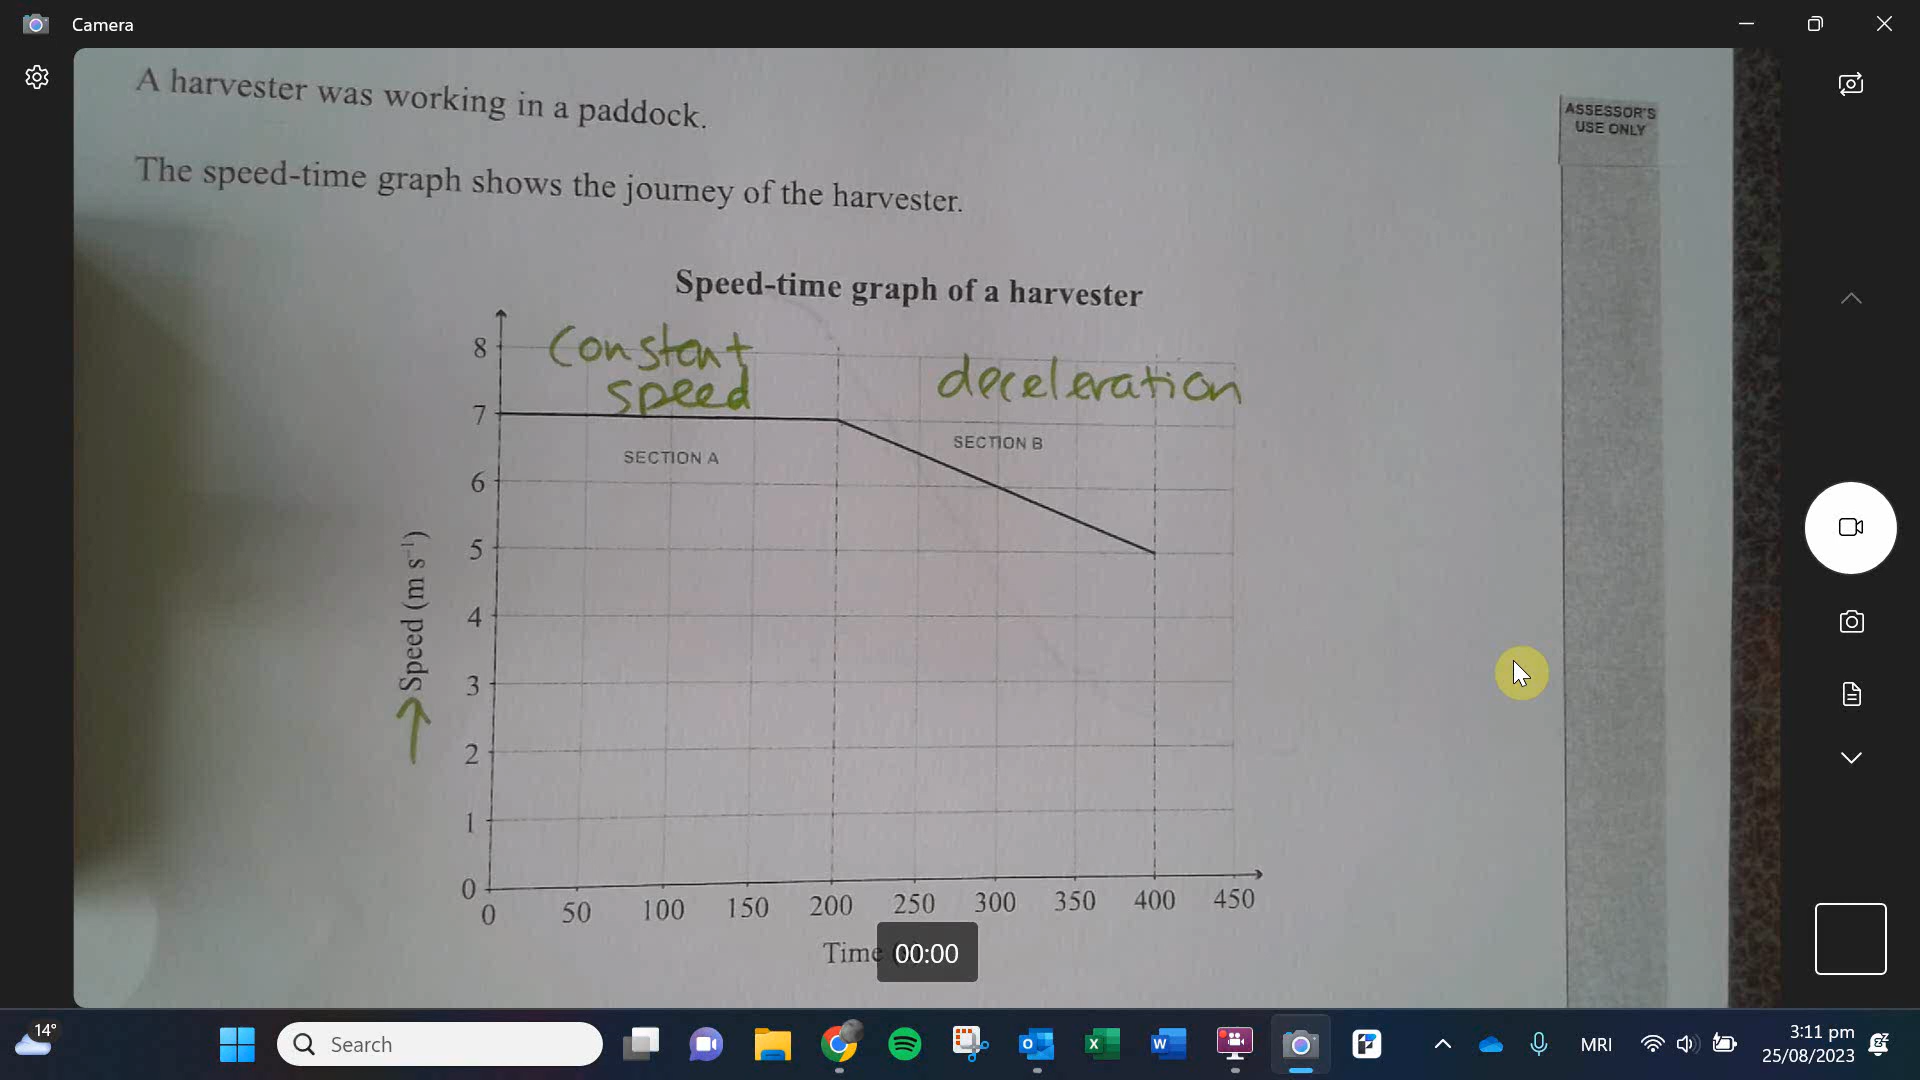 Camera
A harvester was working in a paddock.
The speed-time graph shows the journey of the harvester.
ASSESSOR'S
USE ONLY
Speed-time graph of a harvester
Constant
speed
deceleration
SECTION A
SECTION B
Speed (m s⁻¹)
8
7
6
5
4
3
2
1
0
0 50 100 150 200 250 300 350 400 450
Time
00:00
14°
Search
MRI
3:11 pm
25/08/2023